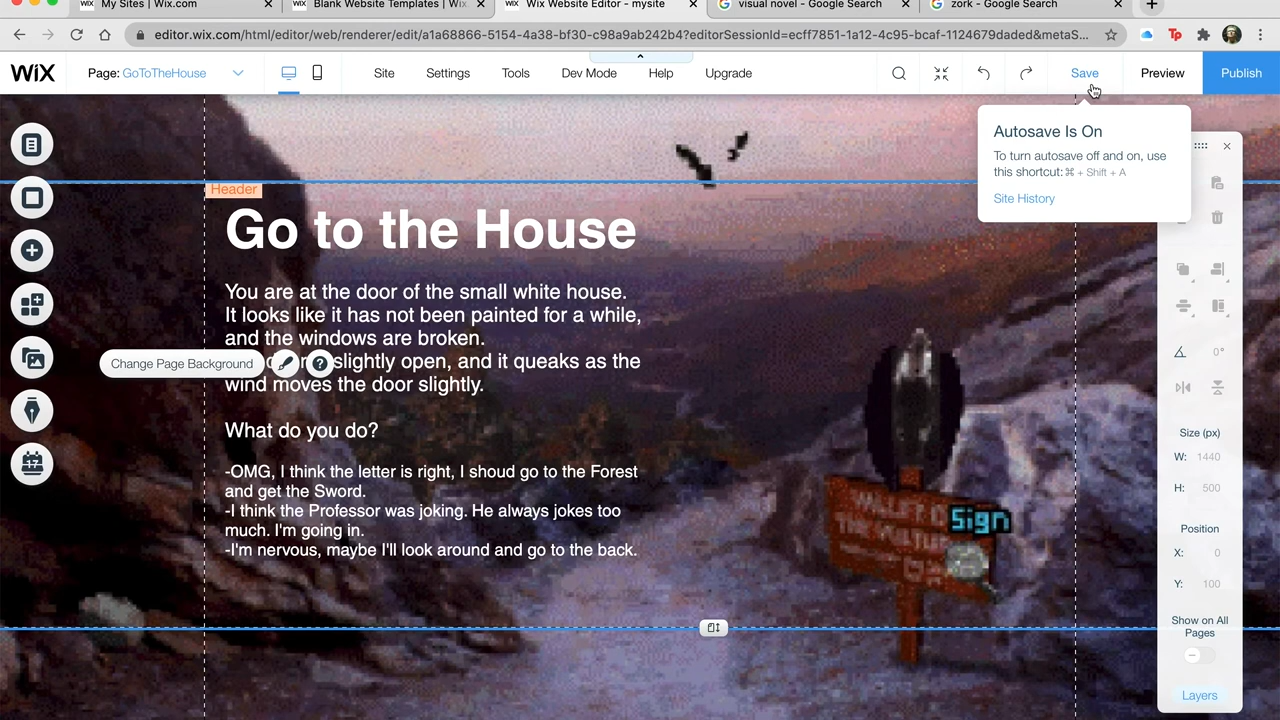 My Sites | Wix.com
Blank Website Templates | Wix
Wix Website Editor - mysite
visual novel - Google Search
zork - Google Search
editor.wix.com/html/editor/web/renderer/edit/a1a68866-5154-4a38-bf30-c98a9ab242b4?editorSessionId=ecff7851-1a12-4c95-bcaf-1124679daded&metaS...
WiX
Page: GoToTheHouse
Site
Settings
Tools
Dev Mode
Help
Upgrade
Save
Preview
Publish
Autosave Is On
To turn autosave off and on, use
this shortcut: ⌘ + Shift + A
Site History
Header
Go to the House
You are at the door of the small white house.
It looks like it has not been painted for a while,
and the windows are broken.
slightly open, and it queaks as the
wind moves the door slightly.
Change Page Background
?
What do you do?
-OMG, I think the letter is right, I shoud go to the Forest
and get the Sword.
-I think the Professor was joking. He always jokes too
much. I'm going in.
-I'm nervous, maybe I'll look around and go to the back.
Sign
17
0°
Size (px)
W: 1440
H: 500
Position
X: 0
Y: 100
Show on All
Pages
Layers